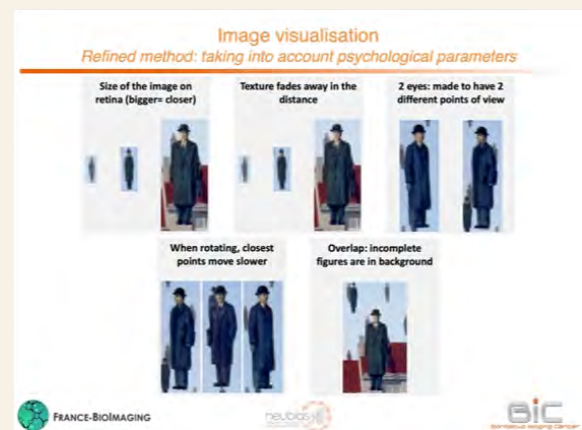 Image visualisation
Refined method: taking into account psychological parameters
Size of the image on
retina (bigger= closer)
Texture fades away in the
distance
2 eyes: made to have 2
different points of view
When rotating, closest
points move slower
Overlap: incomplete
figures are in background
FRANCE-BIOIMAGING
neubias
BIC